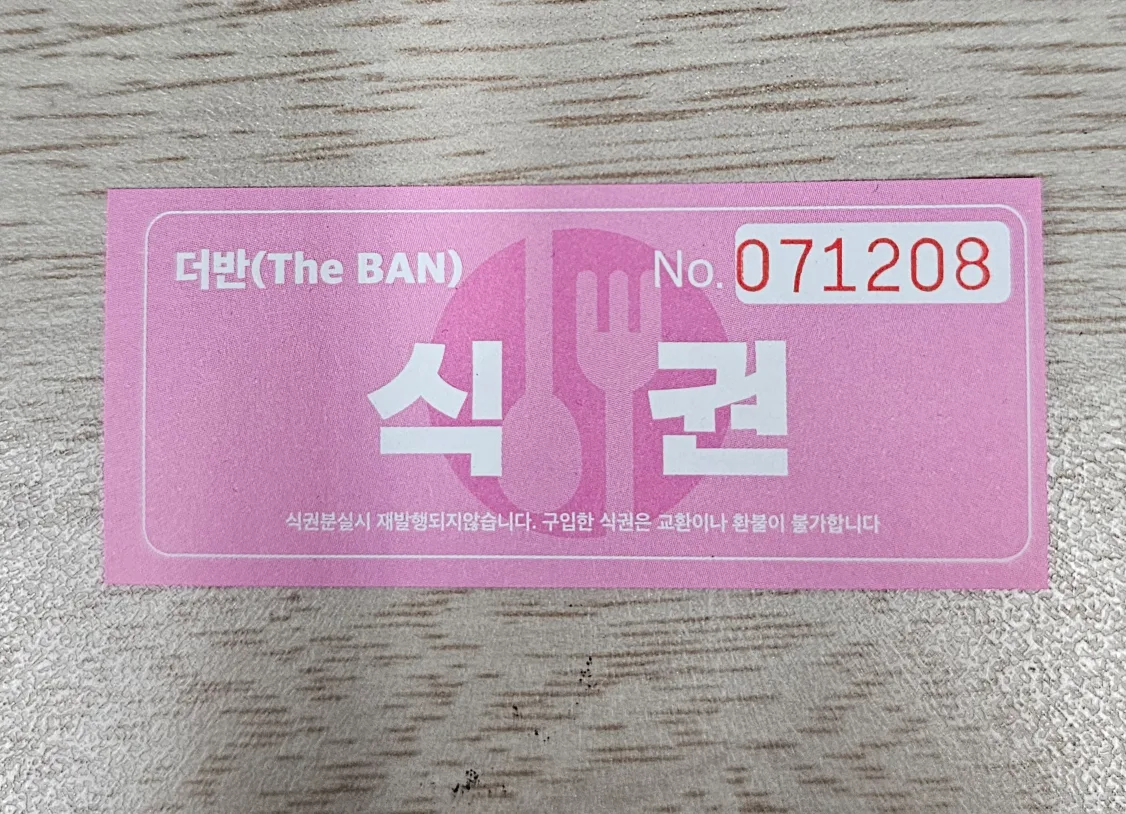 더반(The BAN) No. 071208
식권
식권분실시 재발행되지않습니다. 구입한 식권은 교환이나 환불이 불가합니다